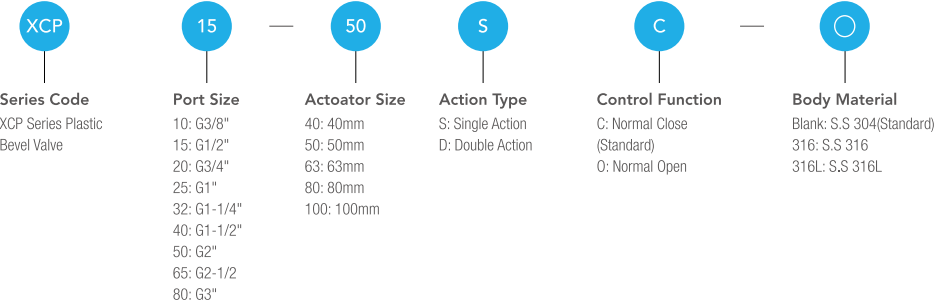 XCP 15 — 50 S C — ○
Series Code
XCP Series Plastic
Bevel Valve
Port Size
10: G3/8"
15: G1/2"
20: G3/4"
25: G1"
32: G1-1/4"
40: G1-1/2"
50: G2"
65: G2-1/2
80: G3"
Actoator Size
40: 40mm
50: 50mm
63: 63mm
80: 80mm
100: 100mm
Action Type
S: Single Action
D: Double Action
Control Function
C: Normal Close
(Standard)
O: Normal Open
Body Material
Blank: S.S 304(Standard)
316: S.S 316
316L: S.S 316L